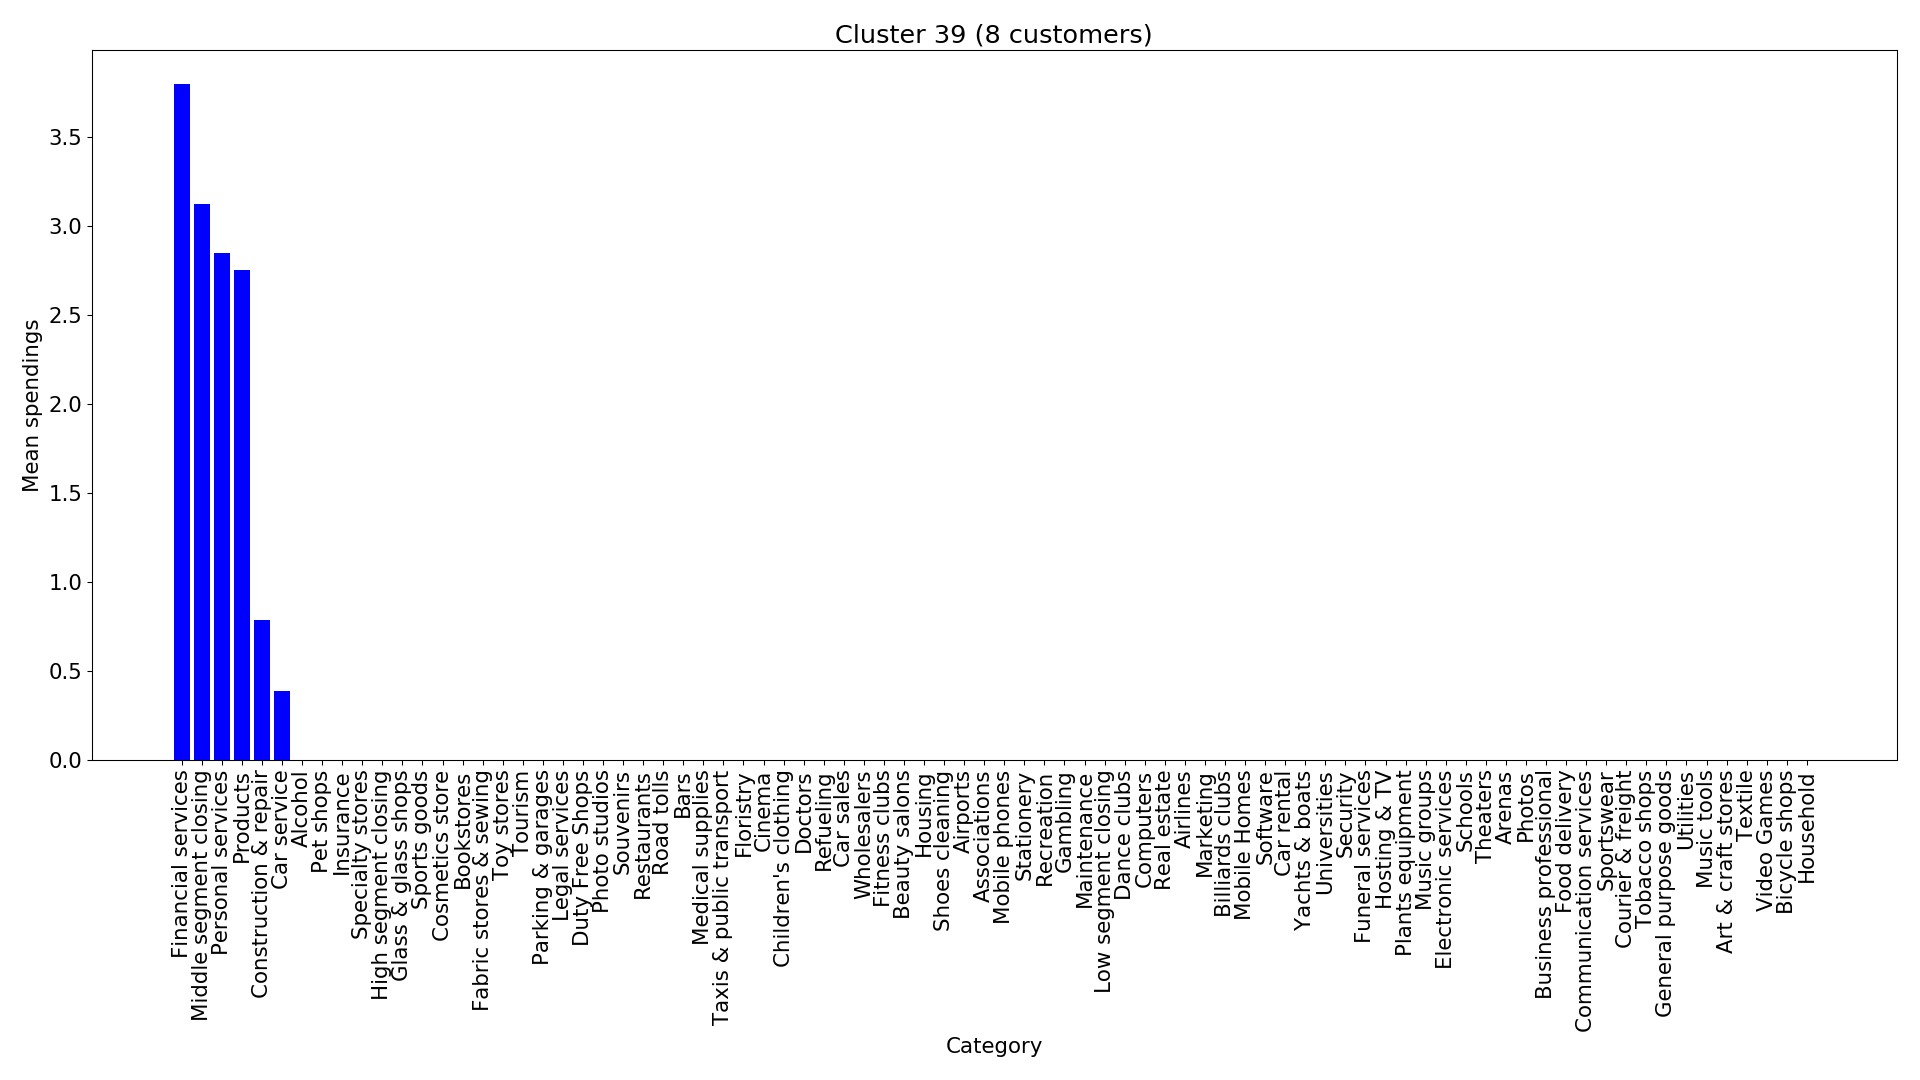 Cluster 39 (8 customers)
Mean spendings
3.5
3.0
2.5
2.0
1.5
1.0
0.5
0.0
Financial services
Middle segment closing
Personal services
Products
Construction & repair
Car service
Alcohol
Pet shops
Insurance
Specialty stores
High segment closing
Glass & glass shops
Sports goods
Cosmetics store
Bookstores
Fabric stores & sewing
Toy stores
Tourism
Parking & garages
Legal services
Duty Free Shops
Photo studios
Souvenirs
Restaurants
Road tolls
Bars
Medical supplies
Taxis & public transport
Floristry
Cinema
Children's clothing
Doctors
Refueling
Car sales
Wholesalers
Fitness clubs
Beauty salons
Housing
Shoes cleaning
Airports
Associations
Mobile phones
Stationery
Recreation
Gambling
Maintenance
Low segment closing
Dance clubs
Computers
Real estate
Airlines
Marketing
Billiards clubs
Mobile Homes
Software
Car rental
Yachts & boats
Universities
Security
Funeral services
Hosting & TV
Plants equipment
Music groups
Electronic services
Schools
Theaters
Arenas
Photos
Business professional
Food delivery
Communication services
Sportswear
Courier & freight
Tobacco shops
General purpose goods
Utilities
Music tools
Art & craft stores
Textile
Video Games
Bicycle shops
Household
Category